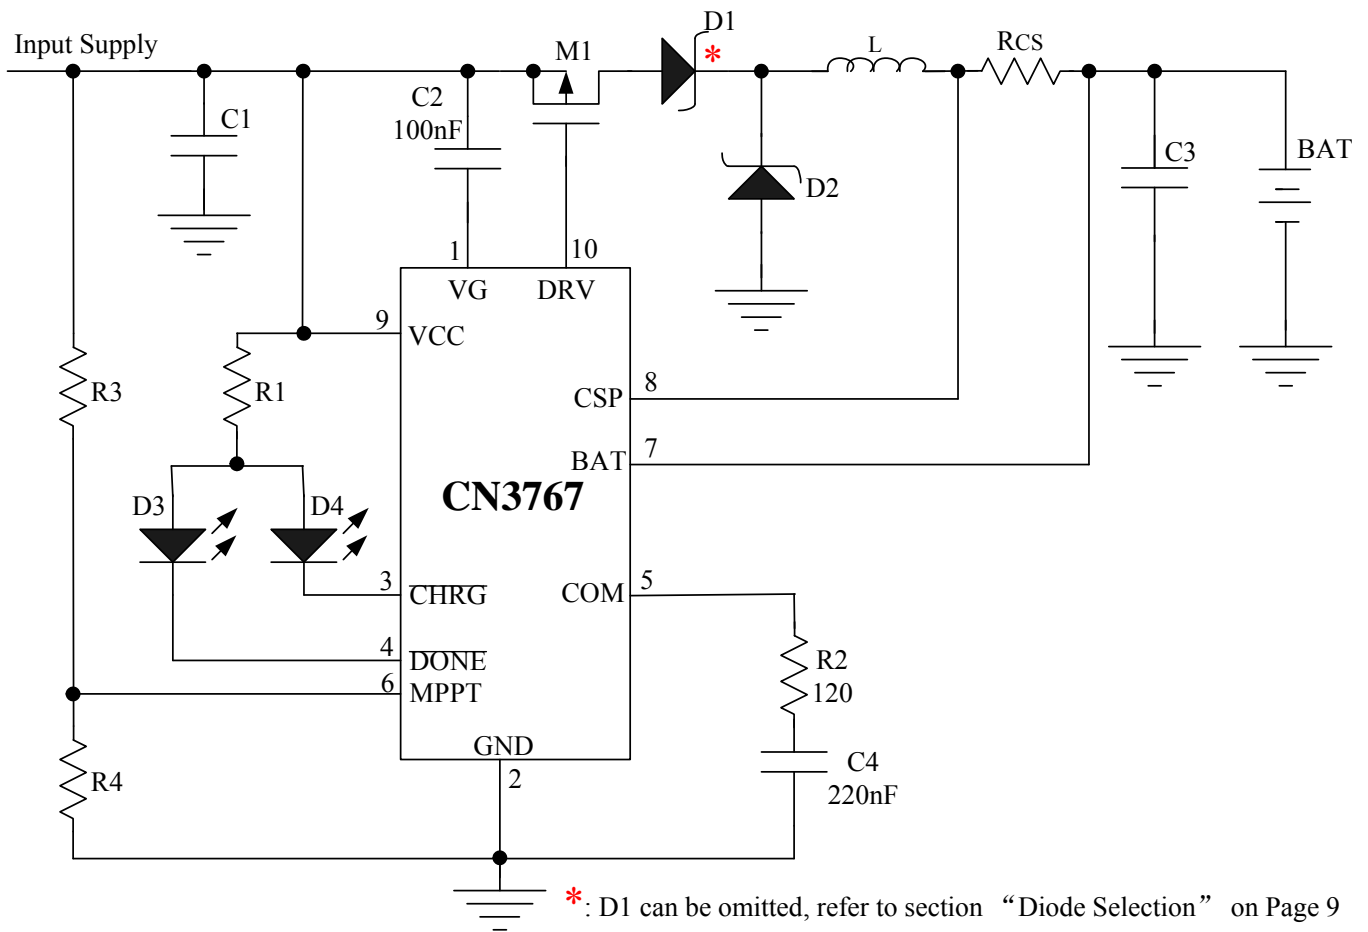 Input Supply
D1
*
M1
L
RCS
C2
100nF
C1
C3
BAT
D2
1
10
VG
DRV
9
VCC
R3
R1
8
CSP
7
BAT
CN3767
D3
D4
3
CHRG
5
COM
4
DONE
6
MPPT
R2
120
GND
2
R4
C4
220nF
*: D1 can be omitted, refer to section “Diode Selection” on Page 9